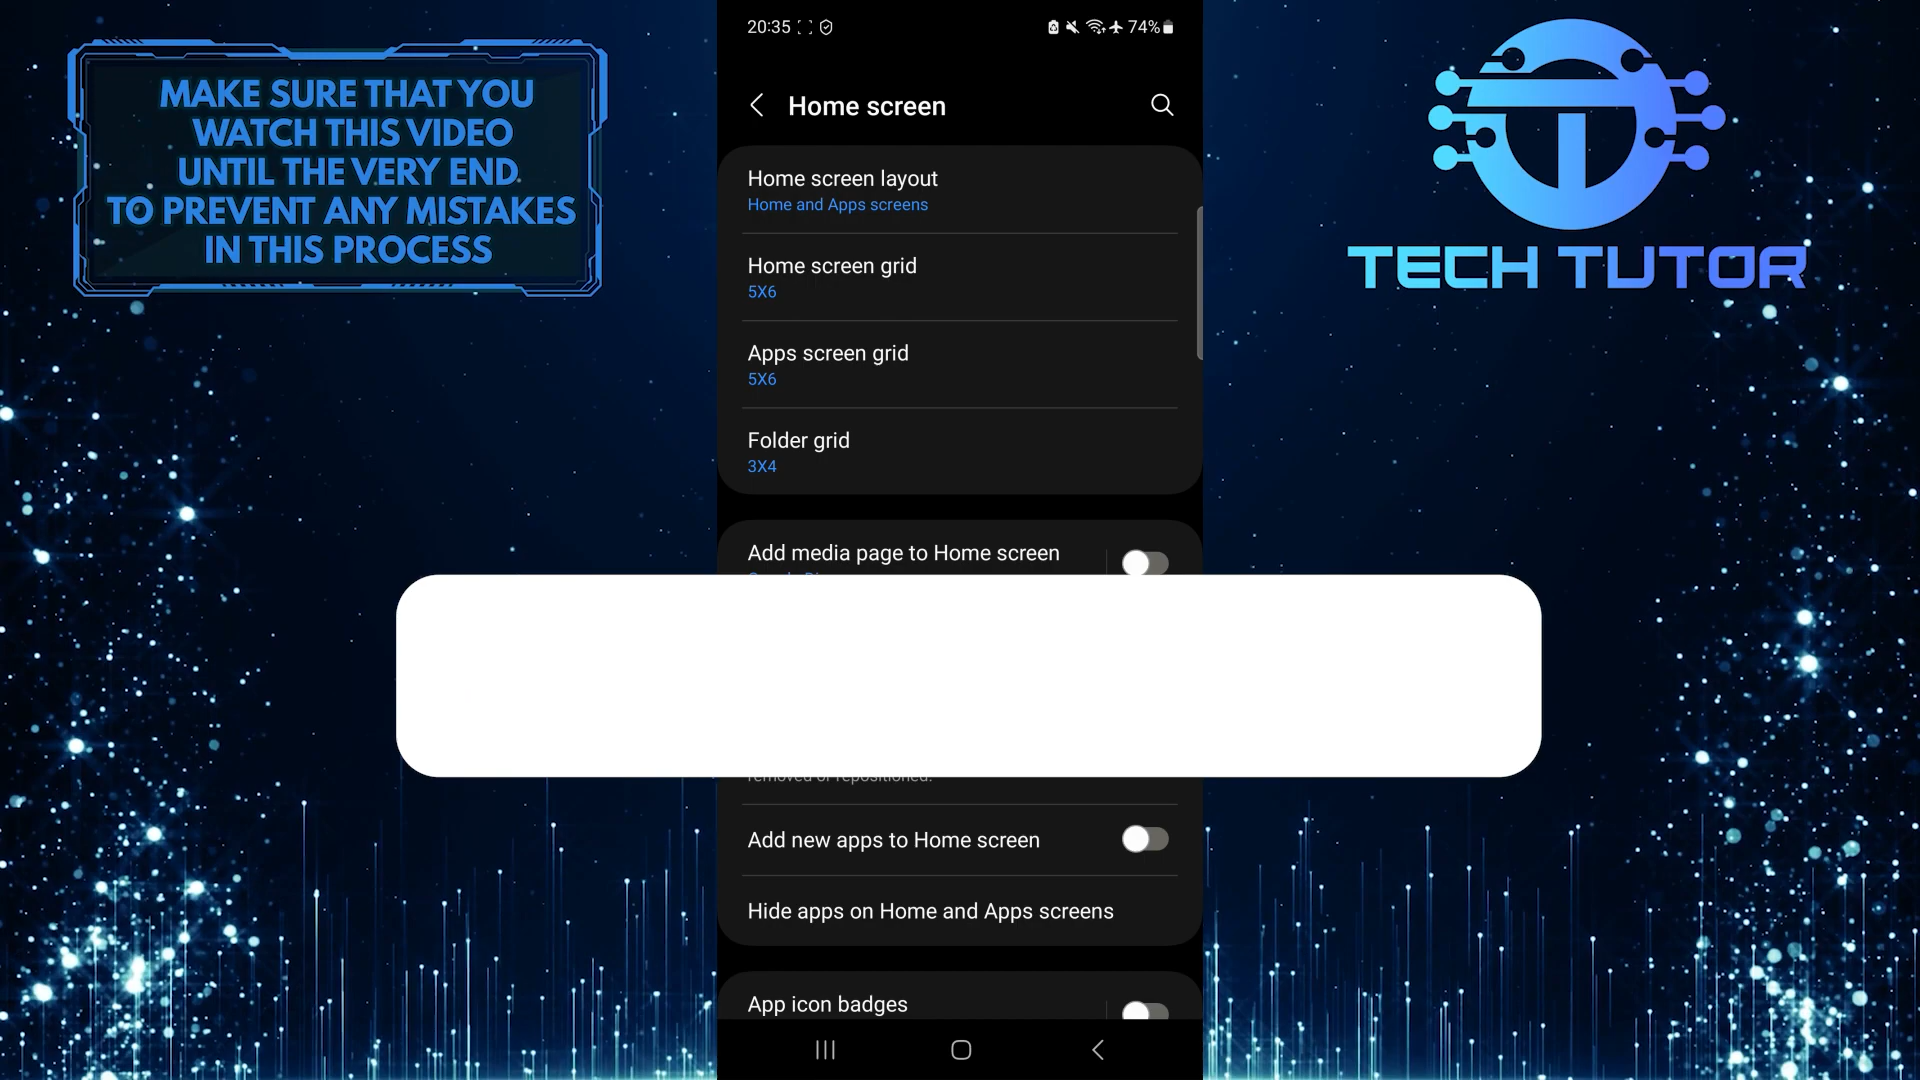 MAKE SURE THAT YOU
WATCH THIS VIDEO
UNTIL THE VERY END
TO PREVENT ANY MISTAKES
IN THIS PROCESS
20:35
74%
Home screen
Home screen layout
Home and Apps screens
Home screen grid
5X6
Apps screen grid
5X6
Folder grid
3X4
Add media page to Home screen
removed or repositioned.
Add new apps to Home screen
Hide apps on Home and Apps screens
App icon badges
TECH TUTOR